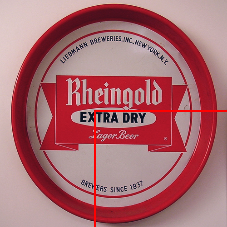 LIEBMANN BREWERIES, INC., NEW YORK, N.Y.
Rheingold
EXTRA DRY
Lager Beer
BREWERS SINCE 1837